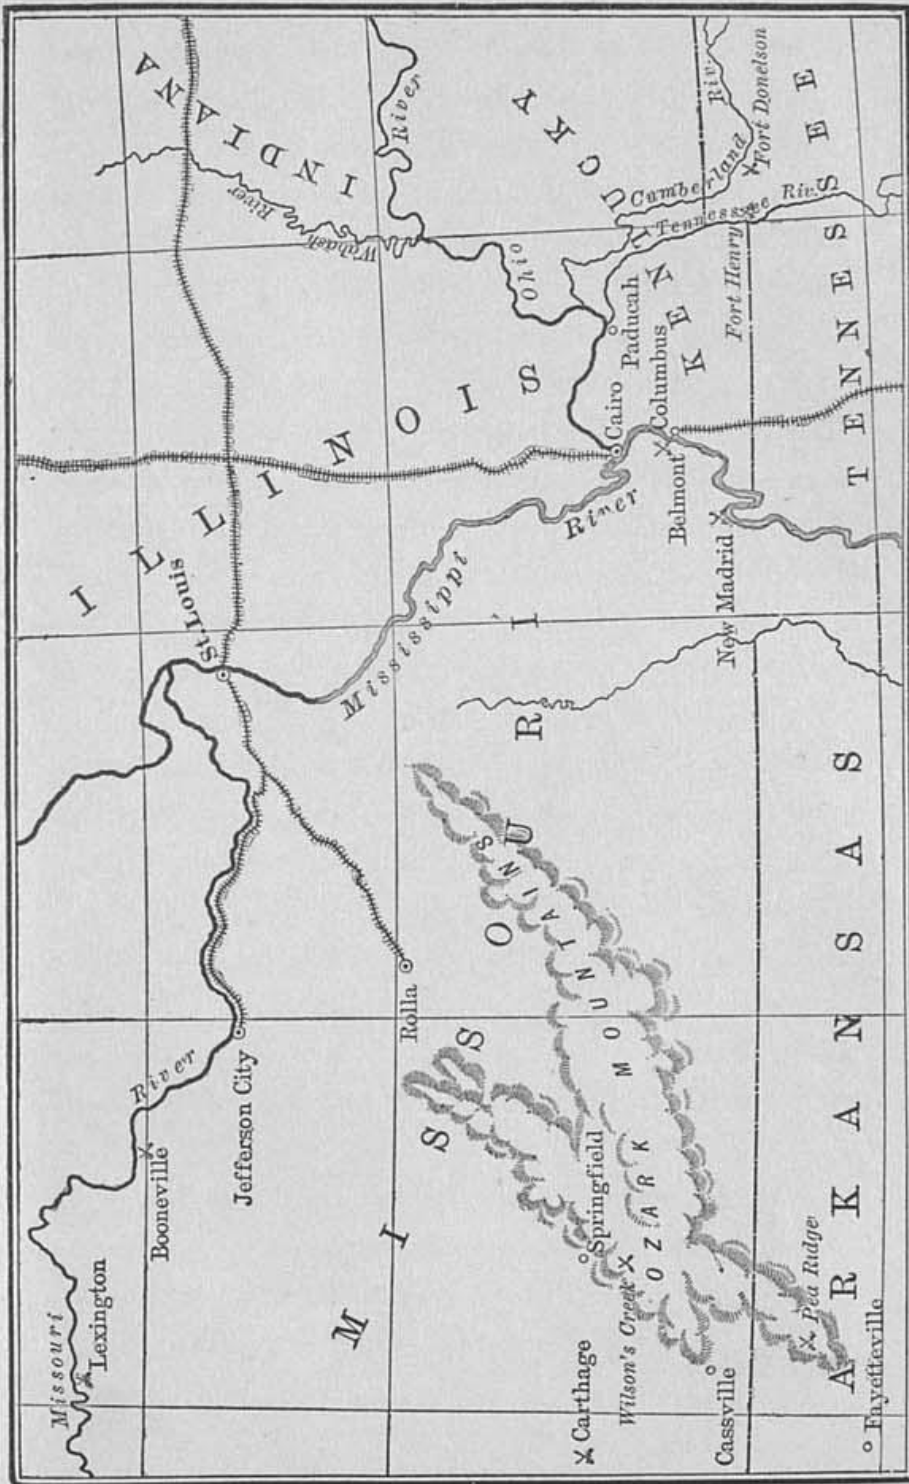 INDIANA
ILLINOIS
KENTUCKY
TENNESSEE
MISSOURI
ARKANSAS
Missouri
River
Lexington
Booneville
Jefferson City
St. Louis
Rolla
Mississippi
River
Wabash
River
Ohio
River
Cairo
Paducah
Columbus
Belmont
New Madrid
Cumberland
Riv.
Tennessee Riv.
Fort Henry
Fort Donelson
OZARK MOUNTAINS
Springfield
Wilson's Creek
Carthage
Cassville
Pea Ridge
Fayetteville